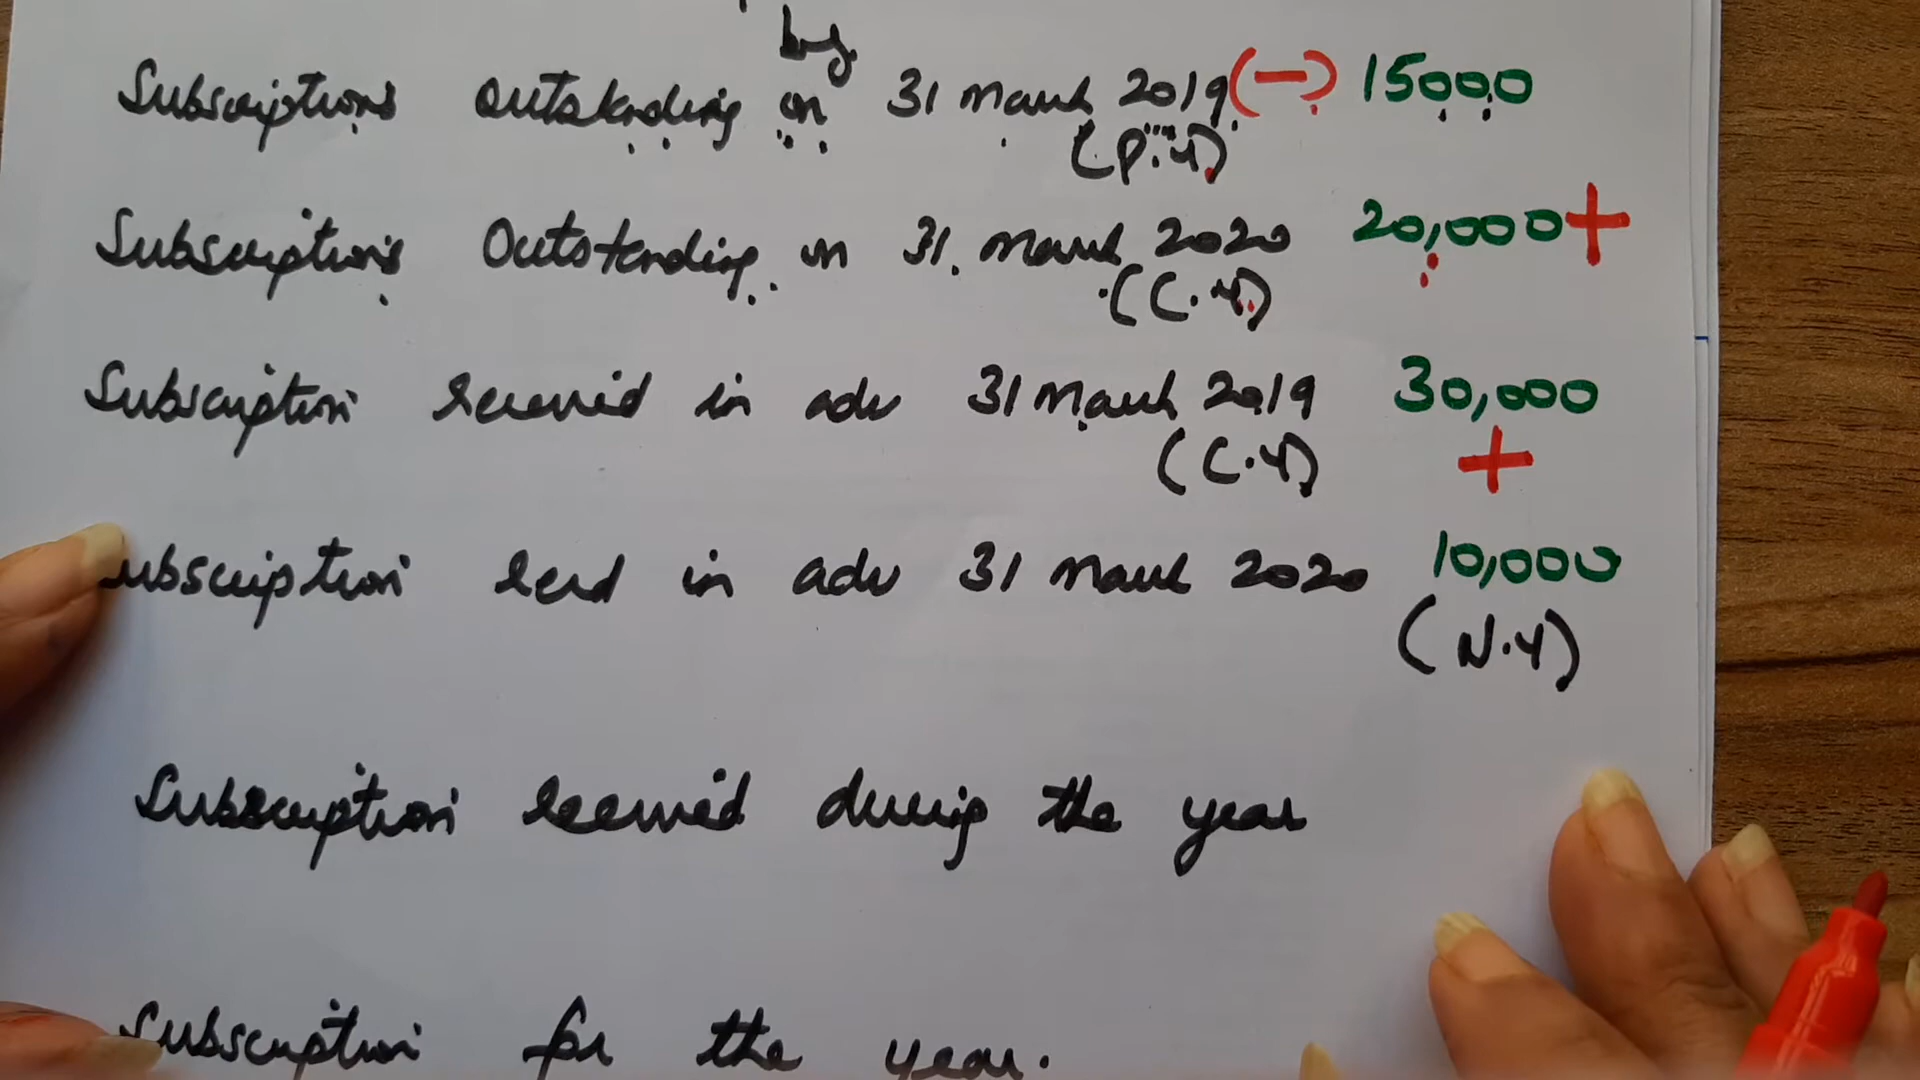 beg
Subscriptions outstanding on 31 March 2019 (-) 15000
(P.Y)
Subscriptions Outstanding on 31 March 2020 20,000 +
(C.Y)
Subscription received in adv 31 March 2019 30,000
(C.Y) +
ubscription recd in adv 31 March 2020 10,000
(N.Y)
Subscription received during the year
Subscription for the year.